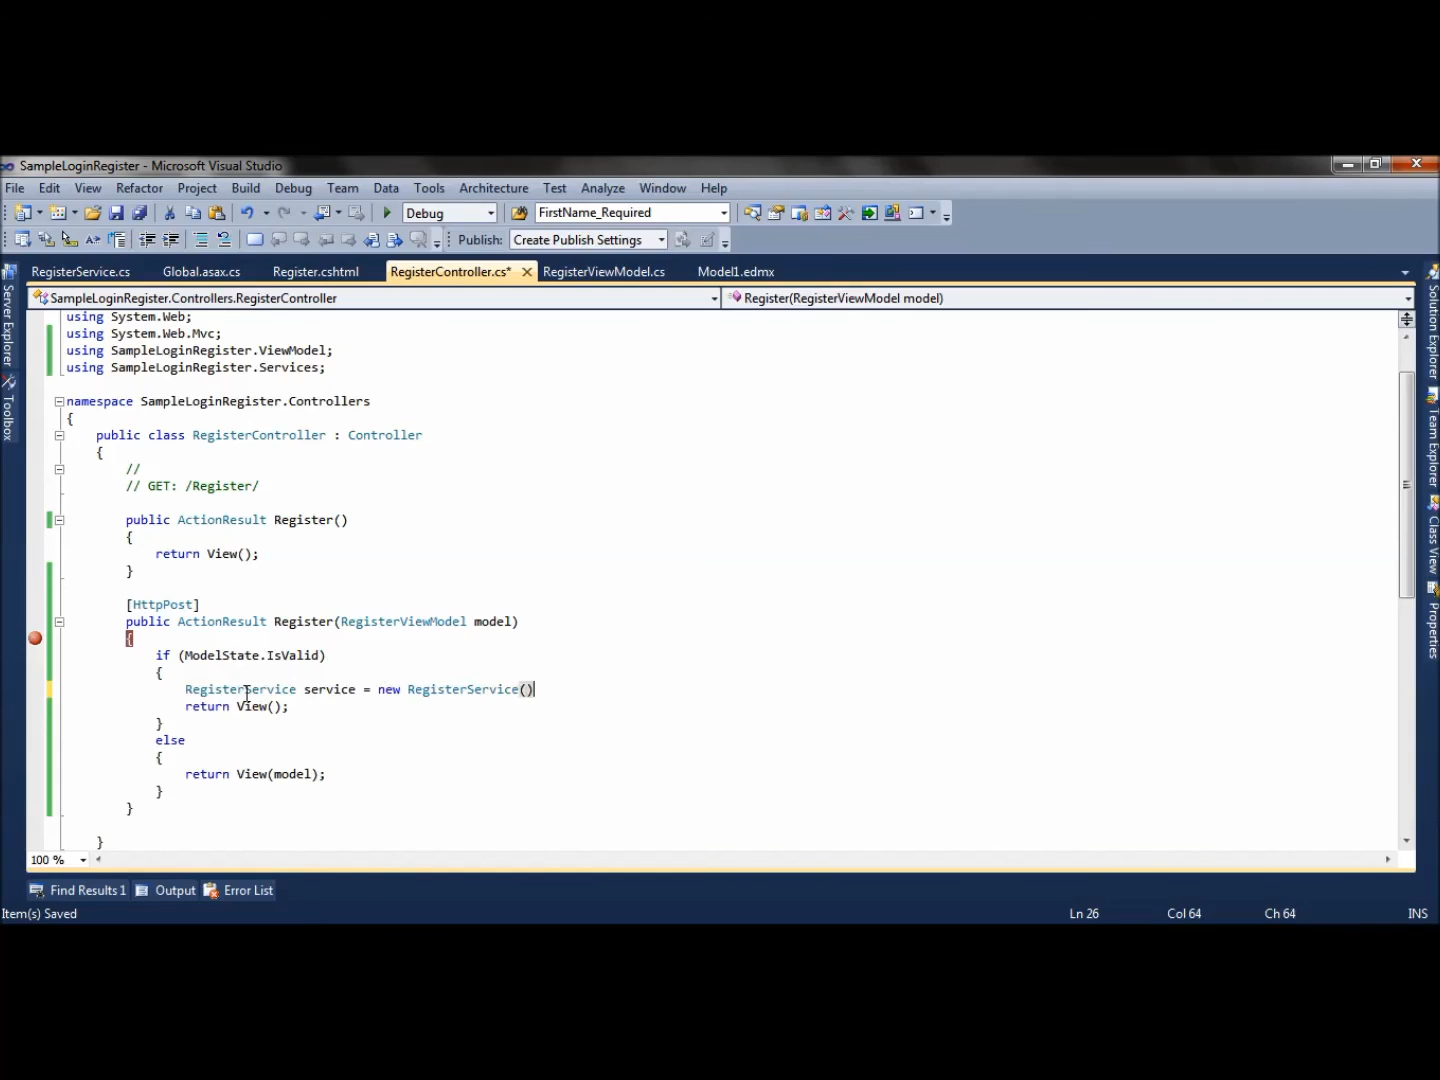 SampleLoginRegister - Microsoft Visual Studio
File Edit View Refactor Project Build Debug Team Data Tools Architecture Test Analyze Window Help
Debug FirstName_Required
Publish: Create Publish Settings
RegisterService.cs Global.asax.cs Register.cshtml RegisterController.cs* RegisterViewModel.cs Model1.edmx
SampleLoginRegister.Controllers.RegisterController Register(RegisterViewModel model)
using System.Web;
using System.Web.Mvc;
using SampleLoginRegister.ViewModel;
using SampleLoginRegister.Services;
namespace SampleLoginRegister.Controllers
{
public class RegisterController : Controller
{
//
// GET: /Register/
public ActionResult Register()
{
return View();
}
[HttpPost]
public ActionResult Register(RegisterViewModel model)
{
if (ModelState.IsValid)
{
RegisterService service = new RegisterService()
return View();
}
else
{
return View(model);
}
}
}
100 %
Find Results 1 Output Error List
Item(s) Saved Ln 26 Col 64 Ch 64 INS
Server Explorer
Toolbox
Solution Explorer
Team Explorer
Class View
Properties